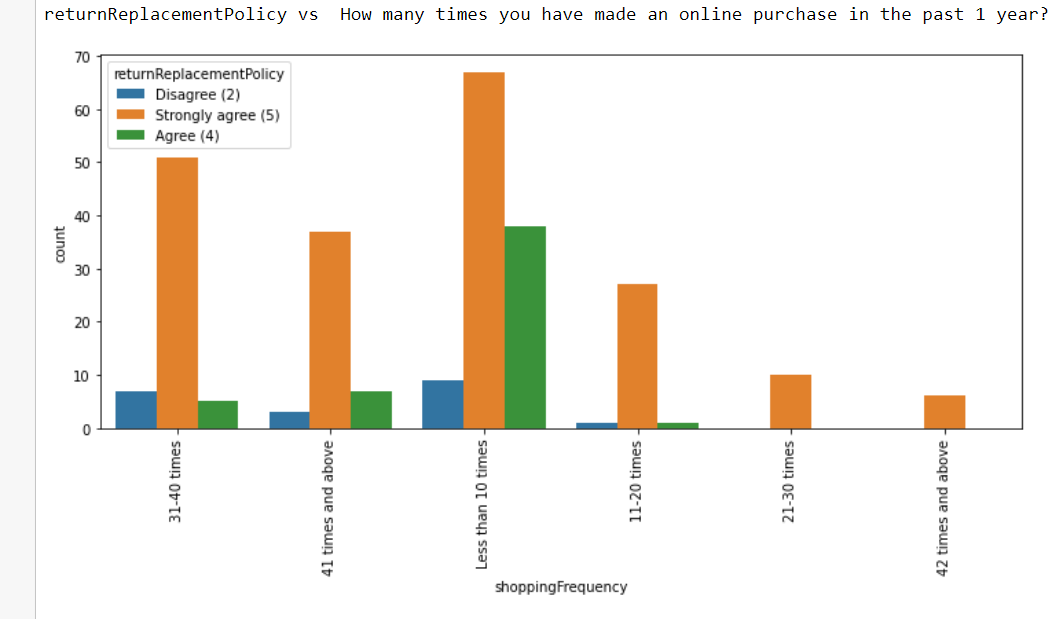 returnReplacementPolicy vs  How many times you have made an online purchase in the past 1 year?
returnReplacementPolicy
Disagree (2)
Strongly agree (5)
Agree (4)
70
60
50
40
30
20
10
0
count
31-40 times
41 times and above
Less than 10 times
11-20 times
21-30 times
42 times and above
shoppingFrequency